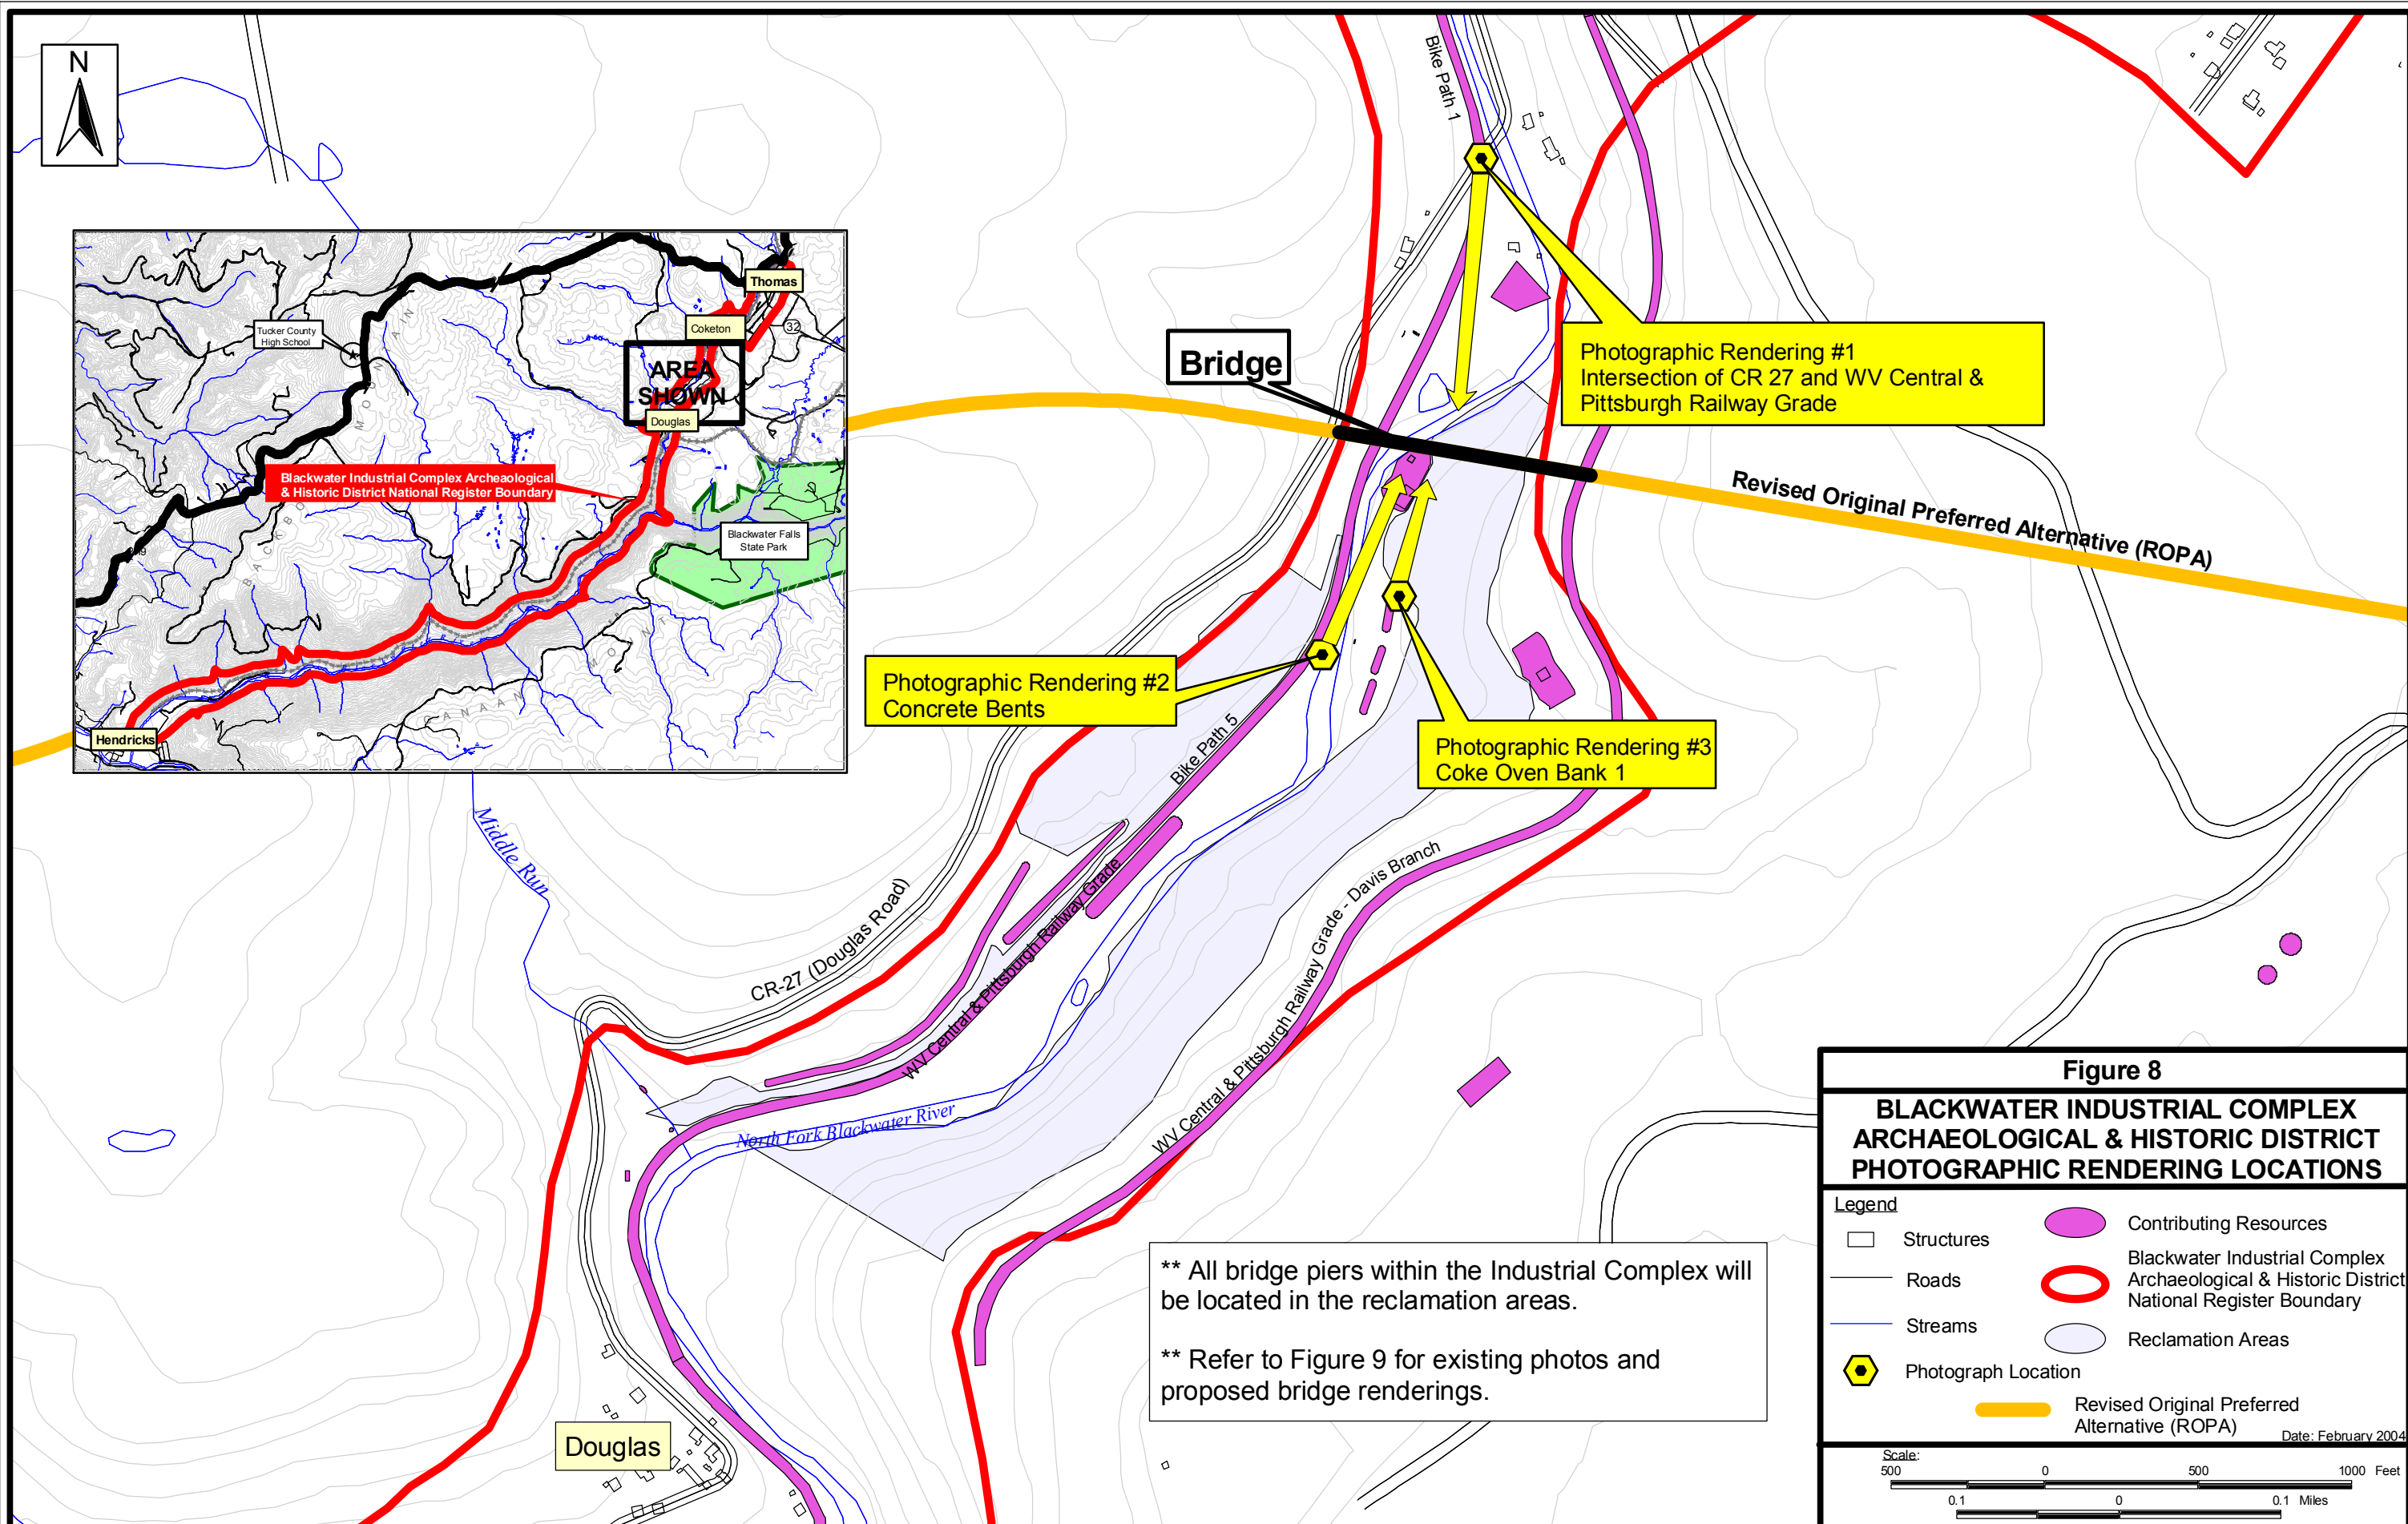 N
Bike Path 1
Thomas
Tucker County
High School
Coketon
32
AREA
SHOWN
Douglas
Blackwater Industrial Complex Archeaological
& Historic District National Register Boundary
Blackwater Falls
State Park
Hendricks
BACKBO
MOUNTAIN
CANAAN
MOUNT
Bridge
Photographic Rendering #1
Intersection of CR 27 and WV Central &
Pittsburgh Railway Grade
Revised Original Preferred Alternative (ROPA)
Photographic Rendering #2
Concrete Bents
Photographic Rendering #3
Coke Oven Bank 1
Bike Path 5
Middle Run
CR-27 (Douglas Road)
WV Central & Pittsburgh Railway Grade
WV Central & Pittsburgh Railway Grade - Davis Branch
North Fork Blackwater River
Douglas
** All bridge piers within the Industrial Complex will
be located in the reclamation areas.
** Refer to Figure 9 for existing photos and
proposed bridge renderings.
Figure 8
BLACKWATER INDUSTRIAL COMPLEX
ARCHAEOLOGICAL & HISTORIC DISTRICT
PHOTOGRAPHIC RENDERING LOCATIONS
Legend
Structures
Roads
Streams
Photograph Location
Contributing Resources
Blackwater Industrial Complex
Archaeological & Historic District
National Register Boundary
Reclamation Areas
Revised Original Preferred
Alternative (ROPA)
Date: February 2004
Scale:
500 0 500 1000 Feet
0.1 0 0.1 Miles